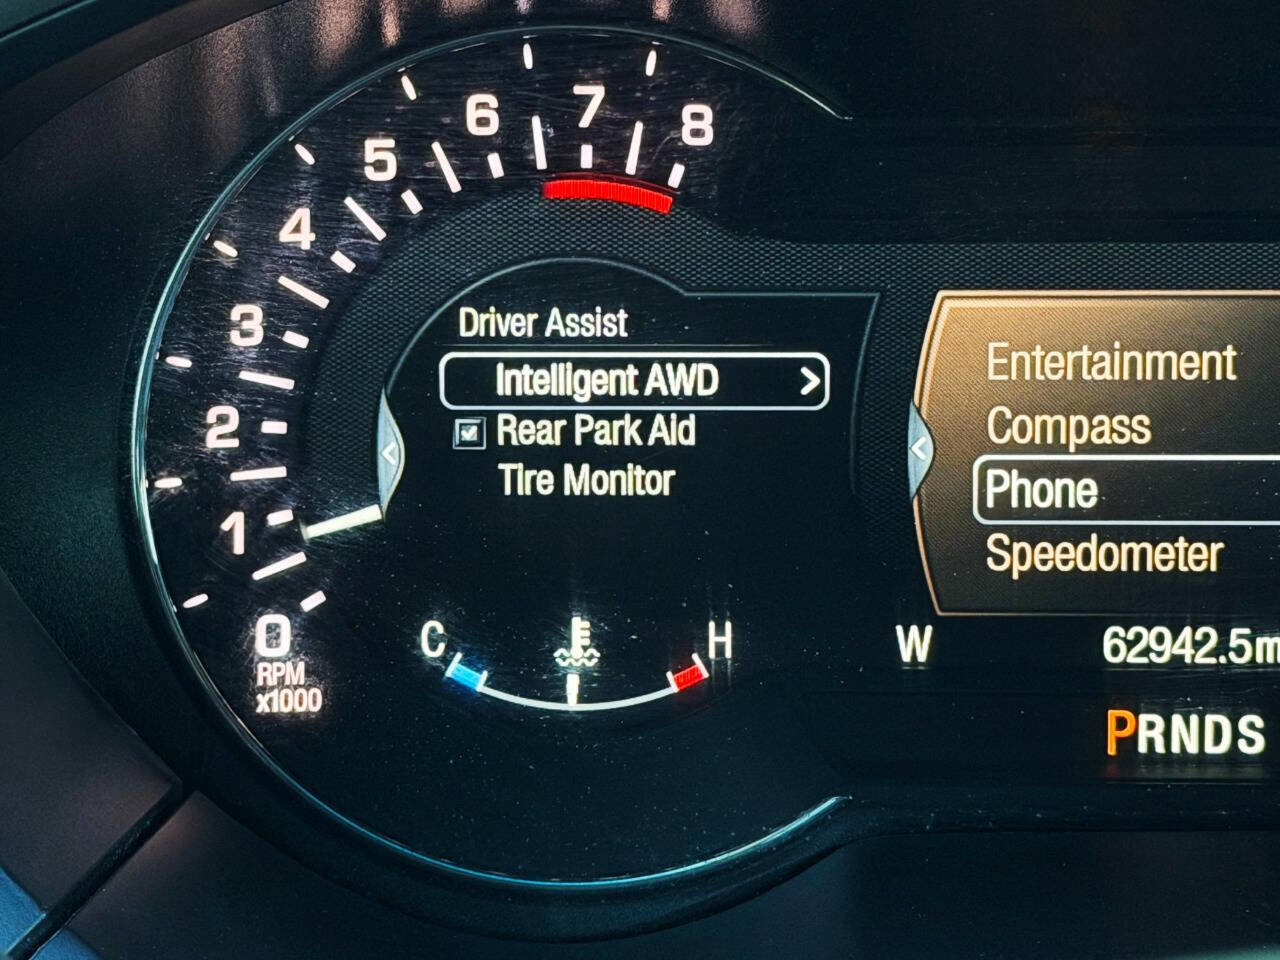 8
7
6
5
4
3
2
1
0
RPM
x1000
Driver Assist
Intelligent AWD
Rear Park Aid
Tire Monitor
C
H
Entertainment
Compass
Phone
Speedometer
W 62942.5m
PRNDS